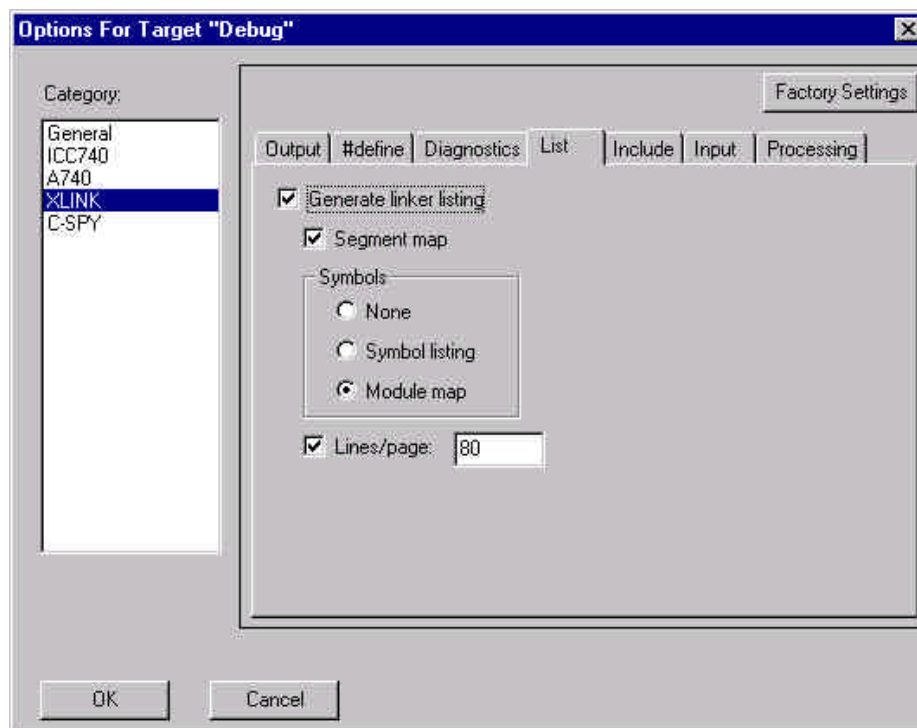 Options For Target "Debug"
Category:
General
ICC740
A740
XLINK
C-SPY
Factory Settings
Output #define Diagnostics List Include Input Processing
Generate linker listing
Segment map
Symbols
None
Symbol listing
Module map
Lines/page: 80
OK Cancel